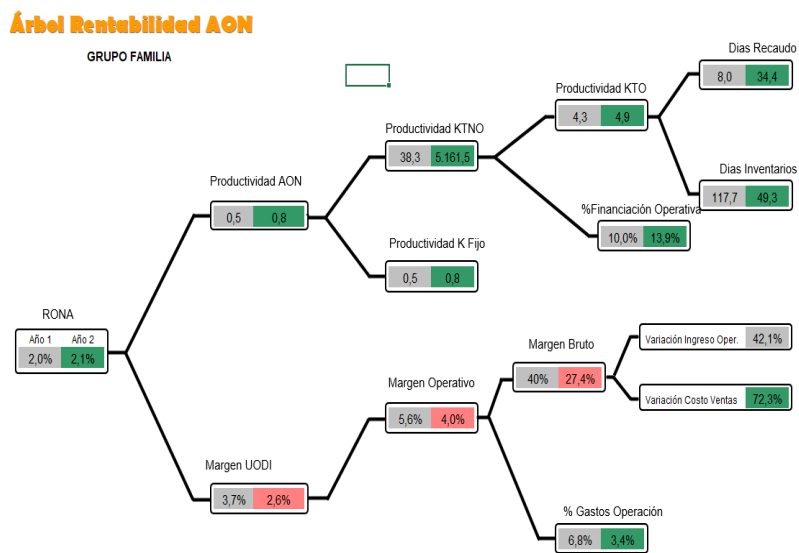 Árbol Rentabilidad AON
GRUPO FAMILIA
Dias Recaudo
8,0 34,4
Productividad KTO
4,3 4,9
Productividad KTNO
38,3 5.161,5
Dias Inventarios
117,7 49,3
Productividad AON
0,5 0,8
%Financiación Operativa
10,0% 13,9%
Productividad K Fijo
0,5 0,8
RONA
Año 1 Año 2
2,0% 2,1%
Margen Bruto
40% 27,4%
Variación Ingreso Oper. 42,1%
Variación Costo Ventas 72,3%
Margen Operativo
5,6% 4,0%
Margen UODI
3,7% 2,6%
% Gastos Operación
6,8% 3,4%